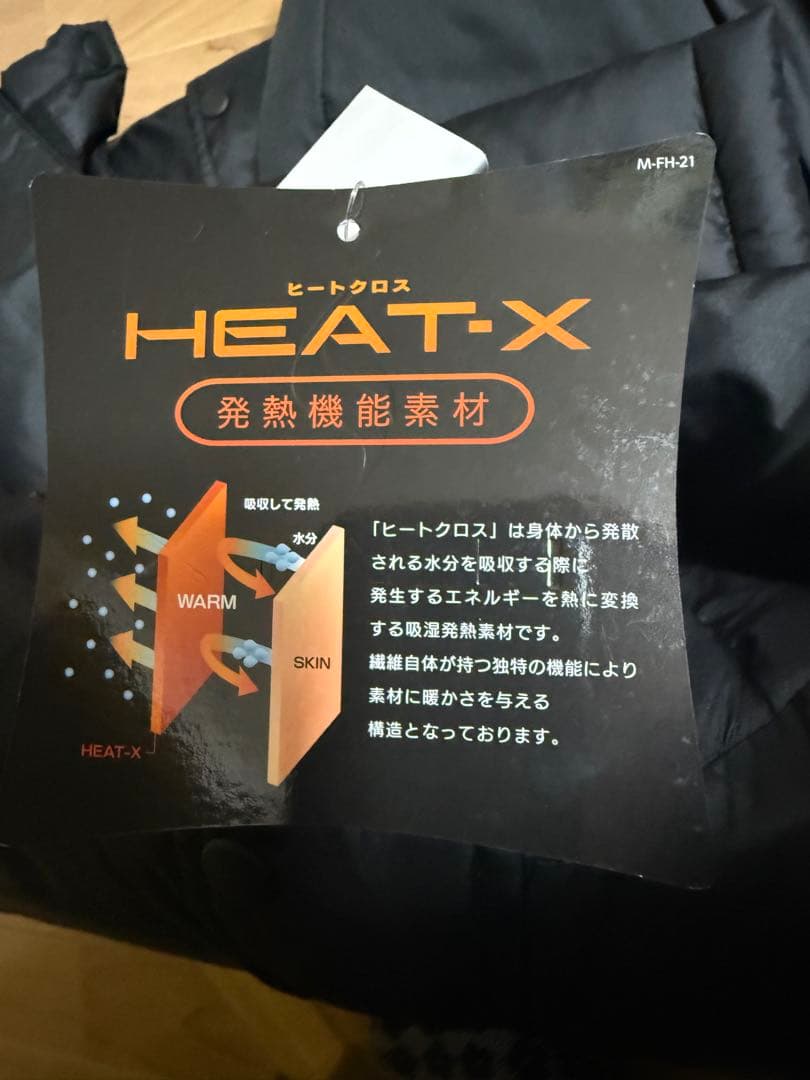 M-FH-21
ヒートクロス
HEAT-X
発熱機能素材
吸収して発熱
水分
WARM
SKIN
HEAT-X
「ヒートクロス」は身体から発散
される水分を吸収する際に
発生するエネルギーを熱に変換
する吸湿発熱素材です。
繊維自体が持つ独特の機能により
素材に暖かさを与える
構造となっております。